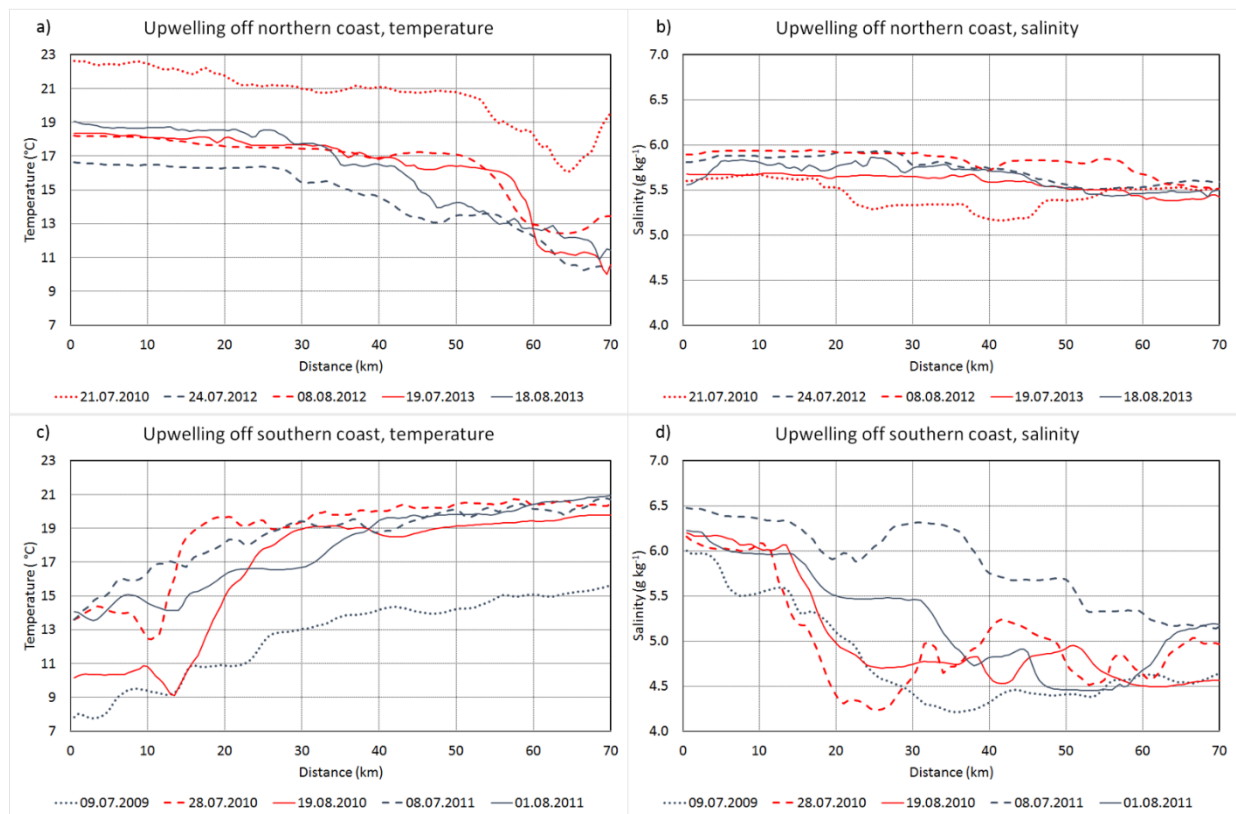 a) Upwelling off northern coast, temperature
Temperature (°C)
23
21
19
17
15
13
11
9
7
0 10 20 30 40 50 60 70
Distance (km)
21.07.2010 24.07.2012 08.08.2012 19.07.2013 18.08.2013
b) Upwelling off northern coast, salinity
Salinity (g kg⁻¹)
7.0
6.5
6.0
5.5
5.0
4.5
4.0
0 10 20 30 40 50 60 70
Distance (km)
21.07.2010 24.07.2012 08.08.2012 19.07.2013 18.08.2013
c) Upwelling off southern coast, temperature
Temperature (°C)
23
21
19
17
15
13
11
9
7
0 10 20 30 40 50 60 70
Distance (km)
09.07.2009 28.07.2010 19.08.2010 08.07.2011 01.08.2011
d) Upwelling off southern coast, salinity
Salinity (g kg⁻¹)
7.0
6.5
6.0
5.5
5.0
4.5
4.0
0 10 20 30 40 50 60 70
Distance (km)
09.07.2009 28.07.2010 19.08.2010 08.07.2011 01.08.2011